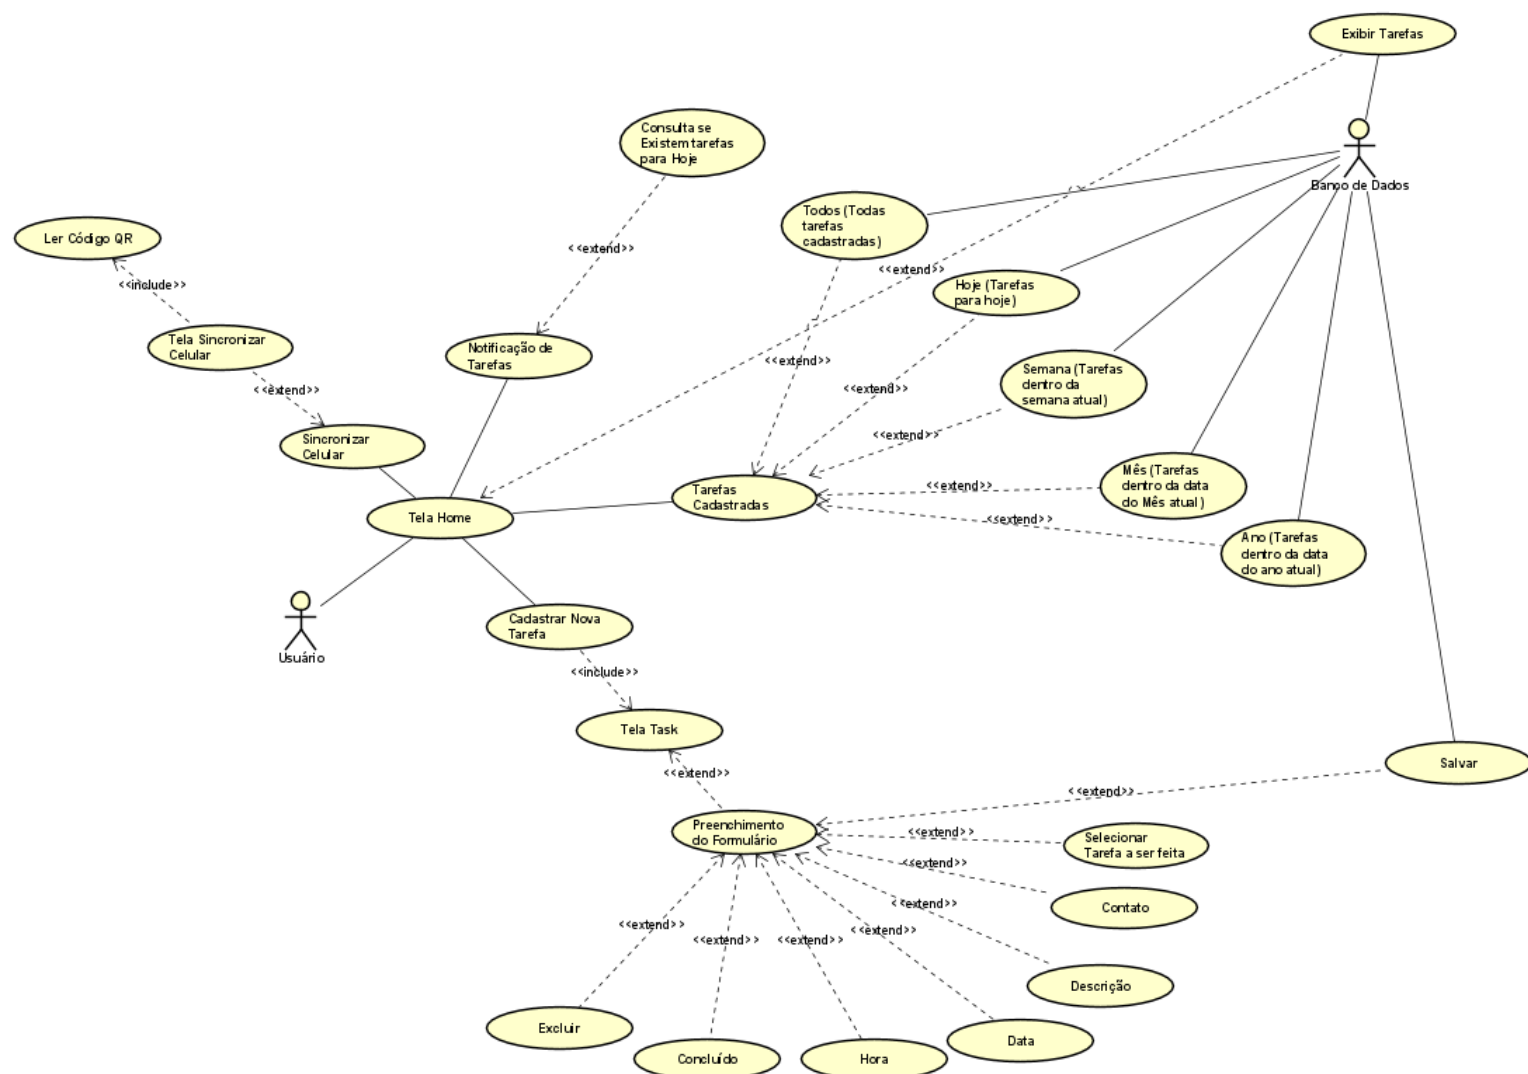 Exibir Tarefas
Consulta se
Existem tarefas
para Hoje
Banco de Dados
Todos (Todas
tarefas
cadastradas)
Ler Código QR
<<extend>>
<<extend>>
<<include>>
Hoje (Tarefas
para hoje)
Tela Sincronizar
Celular
Notificação de
Tarefas
<<extend>>
Semana (Tarefas
dentro da
semana atual)
<<extend>>
<<extend>>
Sincronizar
Celular
<<extend>>
Mês (Tarefas
dentro da data
do Mês atual)
<<extend>>
Tarefas
Cadastradas
Tela Home
<<extend>>
Ano (Tarefas
dentro da data
do ano atual)
Cadastrar Nova
Tarefa
Usuário
<<include>>
Tela Task
<<extend>>
Salvar
<<extend>>
Preenchimento
do Formulário
<<extend>>
Selecionar
Tarefa a ser feita
<<extend>>
Contato
<<extend>>
<<extend>>
<<extend>>
<<extend>>
<<extend>>
Descrição
Excluir
Data
Concluído
Hora